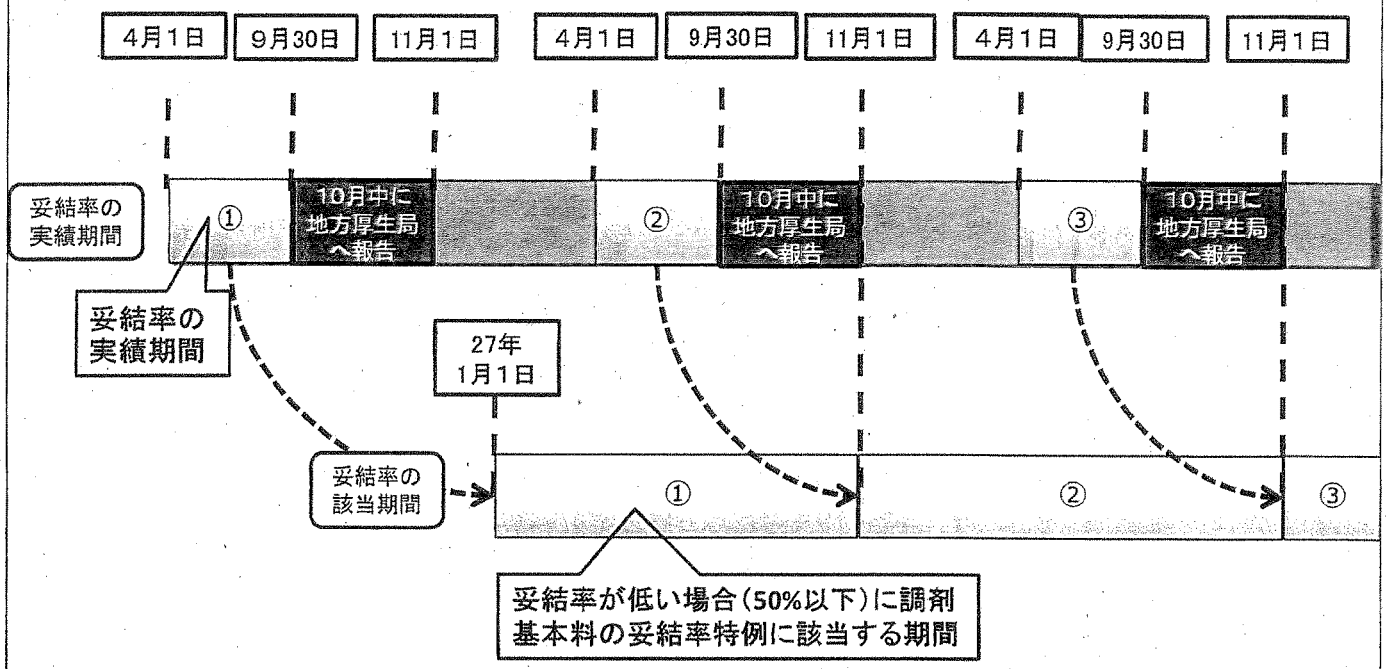 4月1日
9月30日
11月1日
4月1日
9月30日
11月1日
4月1日
9月30日
11月1日
妥結率の
実績期間
①
10月中に
地方厚生局
へ報告
②
10月中に
地方厚生局
へ報告
③
10月中に
地方厚生局
へ報告
妥結率の
実績期間
27年
1月1日
妥結率の
該当期間
①
②
③
妥結率が低い場合(50%以下)に調剤
基本料の妥結率特例に該当する期間